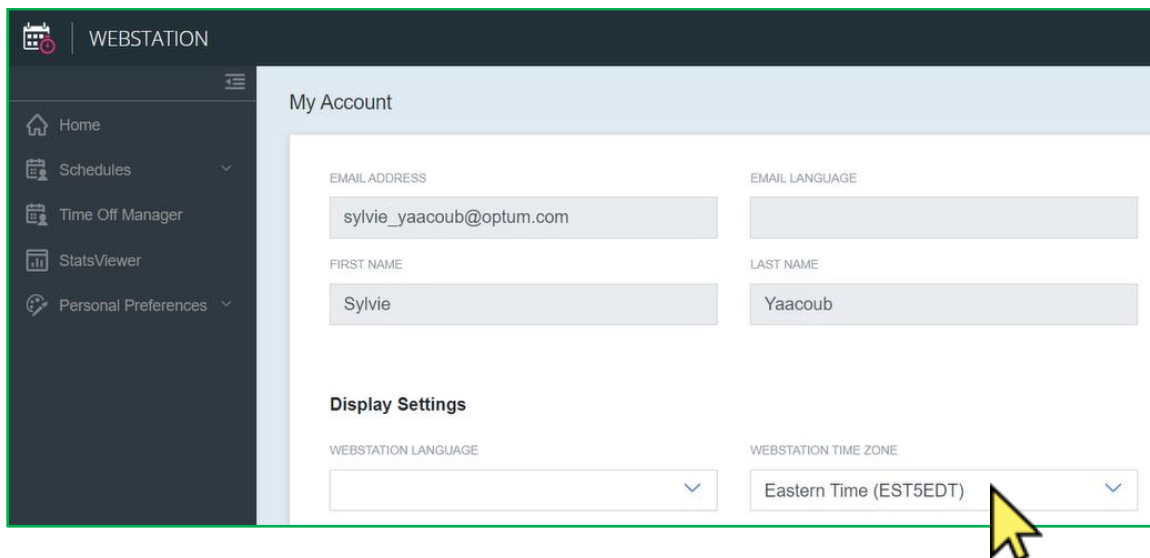 WEBSTATION
My Account
Home
Schedules
Time Off Manager
StatsViewer
Personal Preferences
EMAIL ADDRESS EMAIL LANGUAGE
sylvie_yaacoub@optum.com
FIRST NAME LAST NAME
Sylvie Yaacoub
Display Settings
WEBSTATION LANGUAGE WEBSTATION TIME ZONE
Eastern Time (EST5EDT)